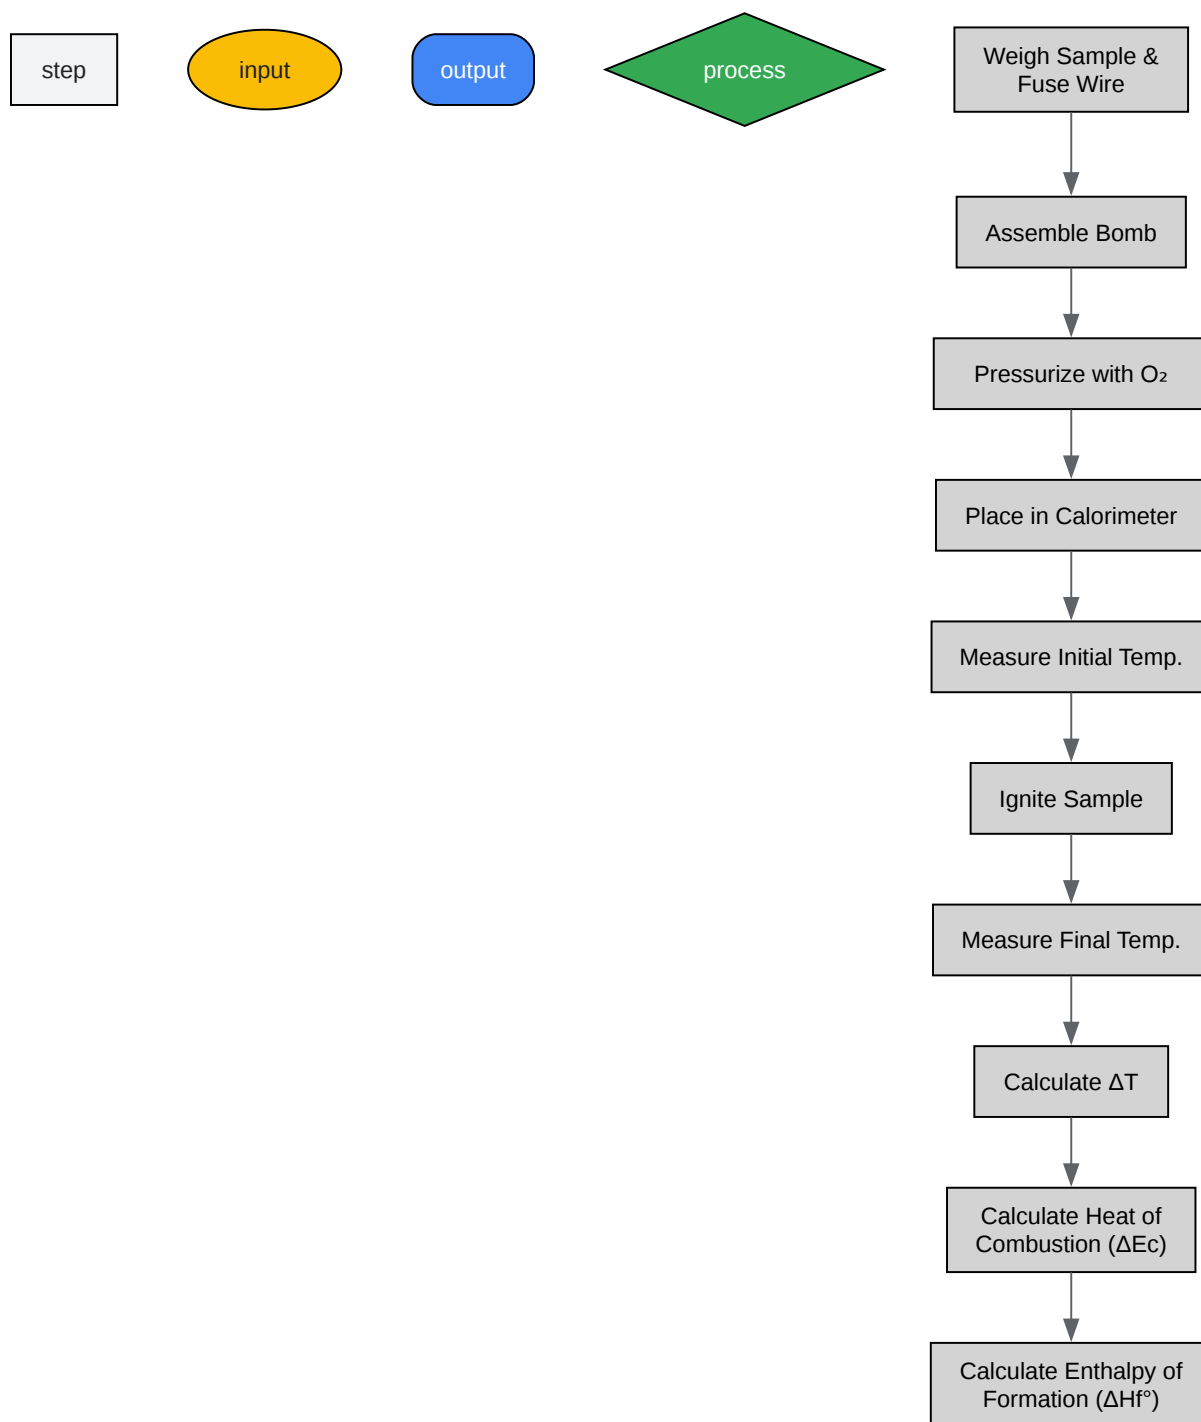 step
input
output
process
Weigh Sample &
Fuse Wire
Assemble Bomb
Pressurize with O₂
Place in Calorimeter
Measure Initial Temp.
Ignite Sample
Measure Final Temp.
Calculate ΔT
Calculate Heat of
Combustion (ΔEc)
Calculate Enthalpy of
Formation (ΔHf°)